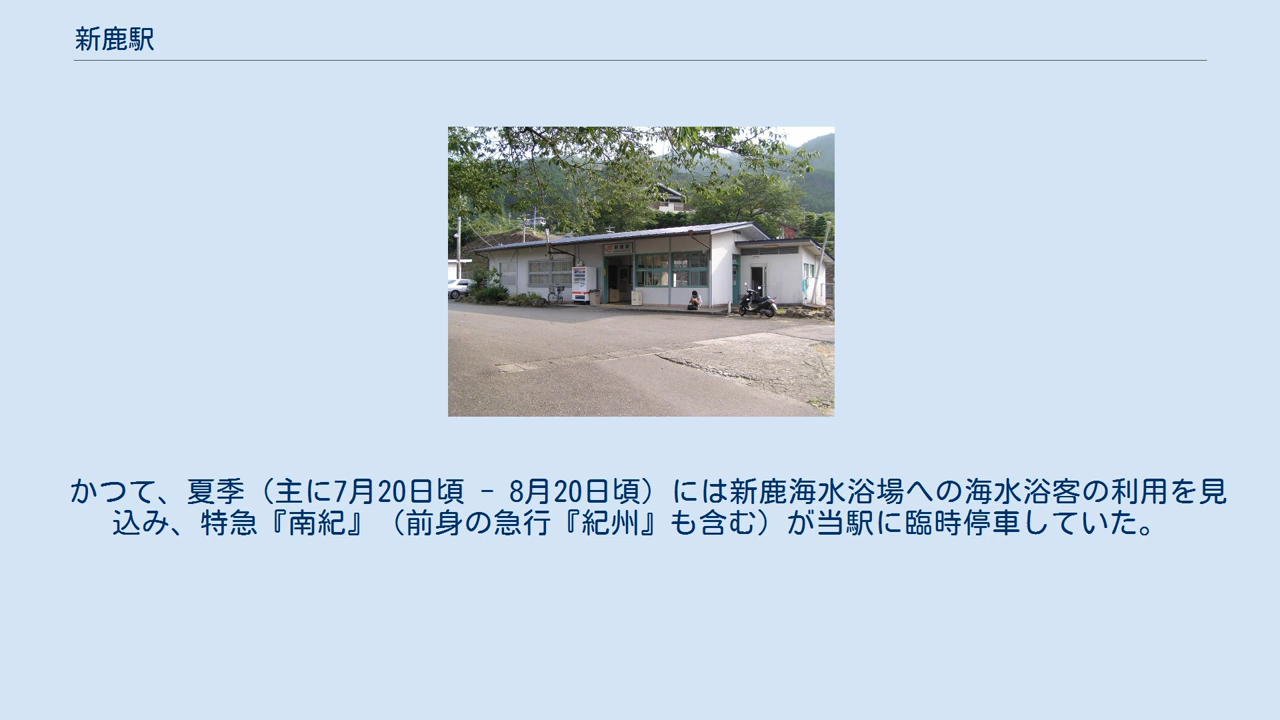 新鹿駅
かつて、夏季（主に7月20日頃 - 8月20日頃）には新鹿海水浴場への海水浴客の利用を見
込み、特急『南紀』（前身の急行『紀州』も含む）が当駅に臨時停車していた。